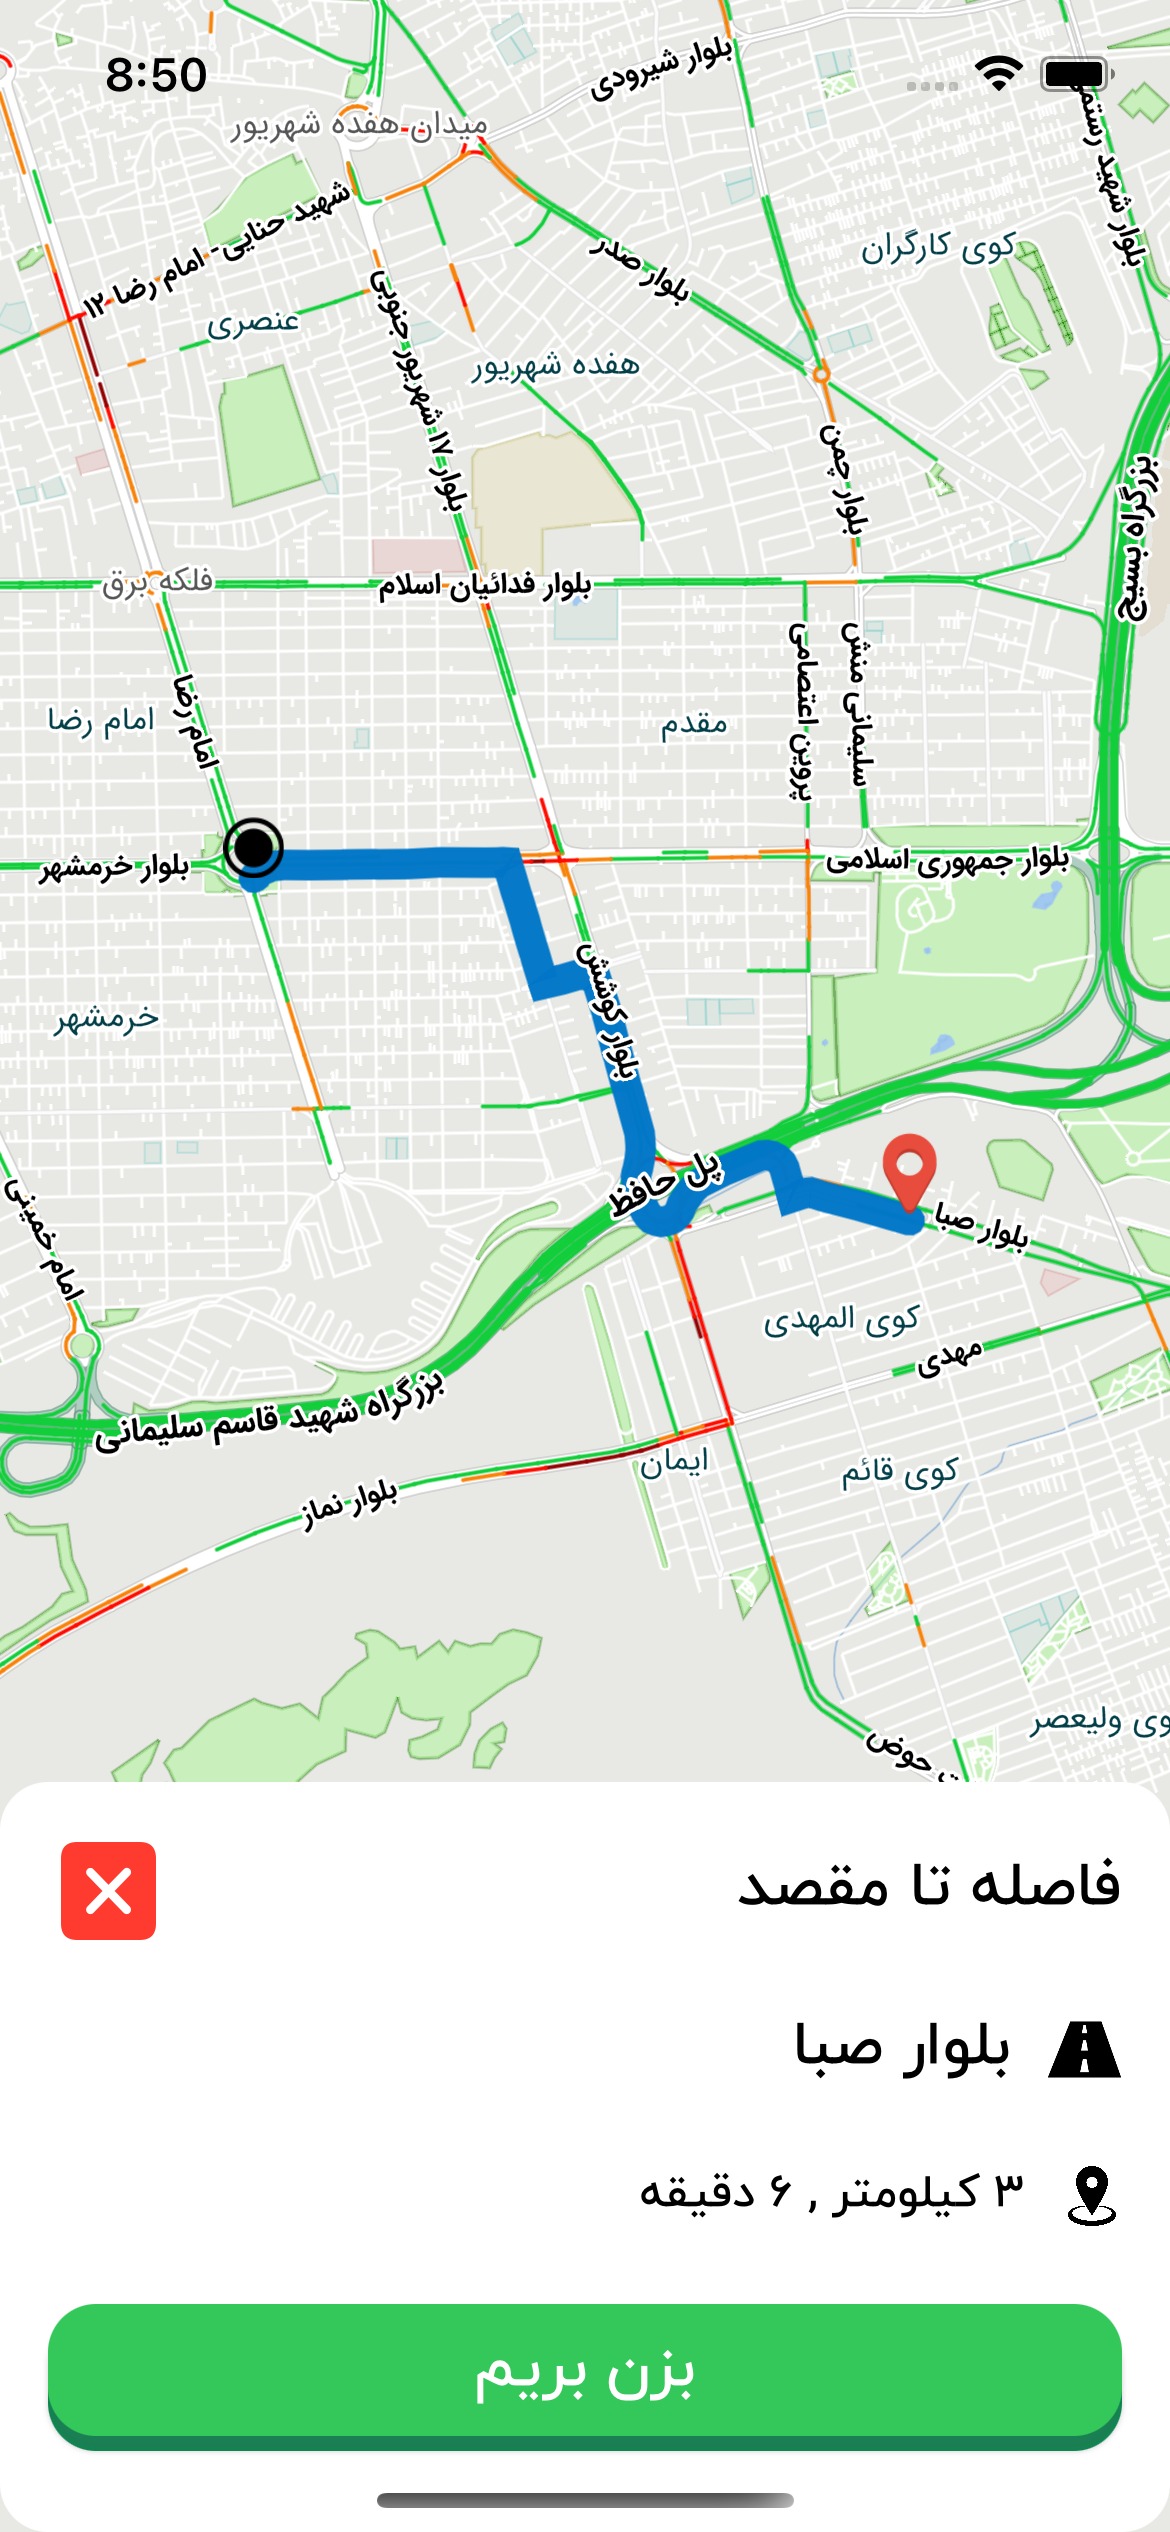 8:50
بلوار شیرودی
میدان هفده شهریور
بلوار شهید
شهید حنایی - امام رضا ۱۲
بلوار صدر
کوی کارگران
عنصری
بلوار ۱۷ شهریور جنوبی
هفده شهریور
بلوار چمن
بزرگراه بسیج
فلکه برق
بلوار فدائیان اسلام
امام رضا
امام رضا
مقدم
پروین اعتصامی
سلیمانی منش
بلوار خرمشهر
بلوار جمهوری اسلامی
خرمشهر
بلوار کوشش
پل حافظ
بلوار صبا
امام خمینی
کوی المهدی
مهدی
بزرگراه شهید قاسم سلیمانی
ایمان
کوی قائم
بلوار نماز
وی ولیعصر
حوض
فاصله تا مقصد
بلوار صبا
۳ کیلومتر , ۶ دقیقه
بزن بریم